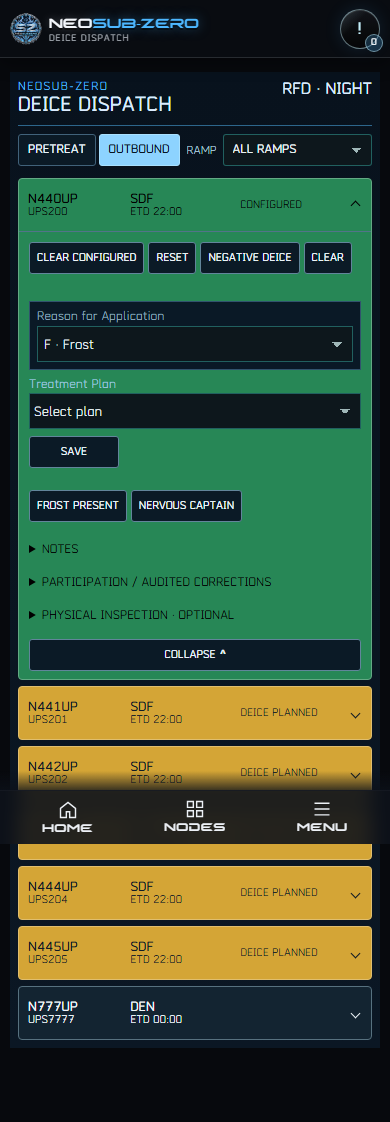 NEOSUB-ZERO
DEICE DISPATCH
!
0
NEOSUB-ZERO
DEICE DISPATCH
RFD · NIGHT
PRETREAT
OUTBOUND
RAMP
ALL RAMPS
N440UP SDF CONFIGURED
UPS200 ETD 22:00
CLEAR CONFIGURED
RESET
NEGATIVE DEICE
CLEAR
Reason for Application
F · Frost
Treatment Plan
Select plan
SAVE
FROST PRESENT
NERVOUS CAPTAIN
NOTES
PARTICIPATION / AUDITED CORRECTIONS
PHYSICAL INSPECTION · OPTIONAL
COLLAPSE ^
N441UP SDF DEICE PLANNED
UPS201 ETD 22:00
N442UP SDF DEICE PLANNED
UPS202 ETD 22:00
HOME
NODES
MENU
N444UP SDF DEICE PLANNED
UPS204 ETD 22:00
N445UP SDF DEICE PLANNED
UPS205 ETD 22:00
N777UP DEN
UPS7777 ETD 00:00